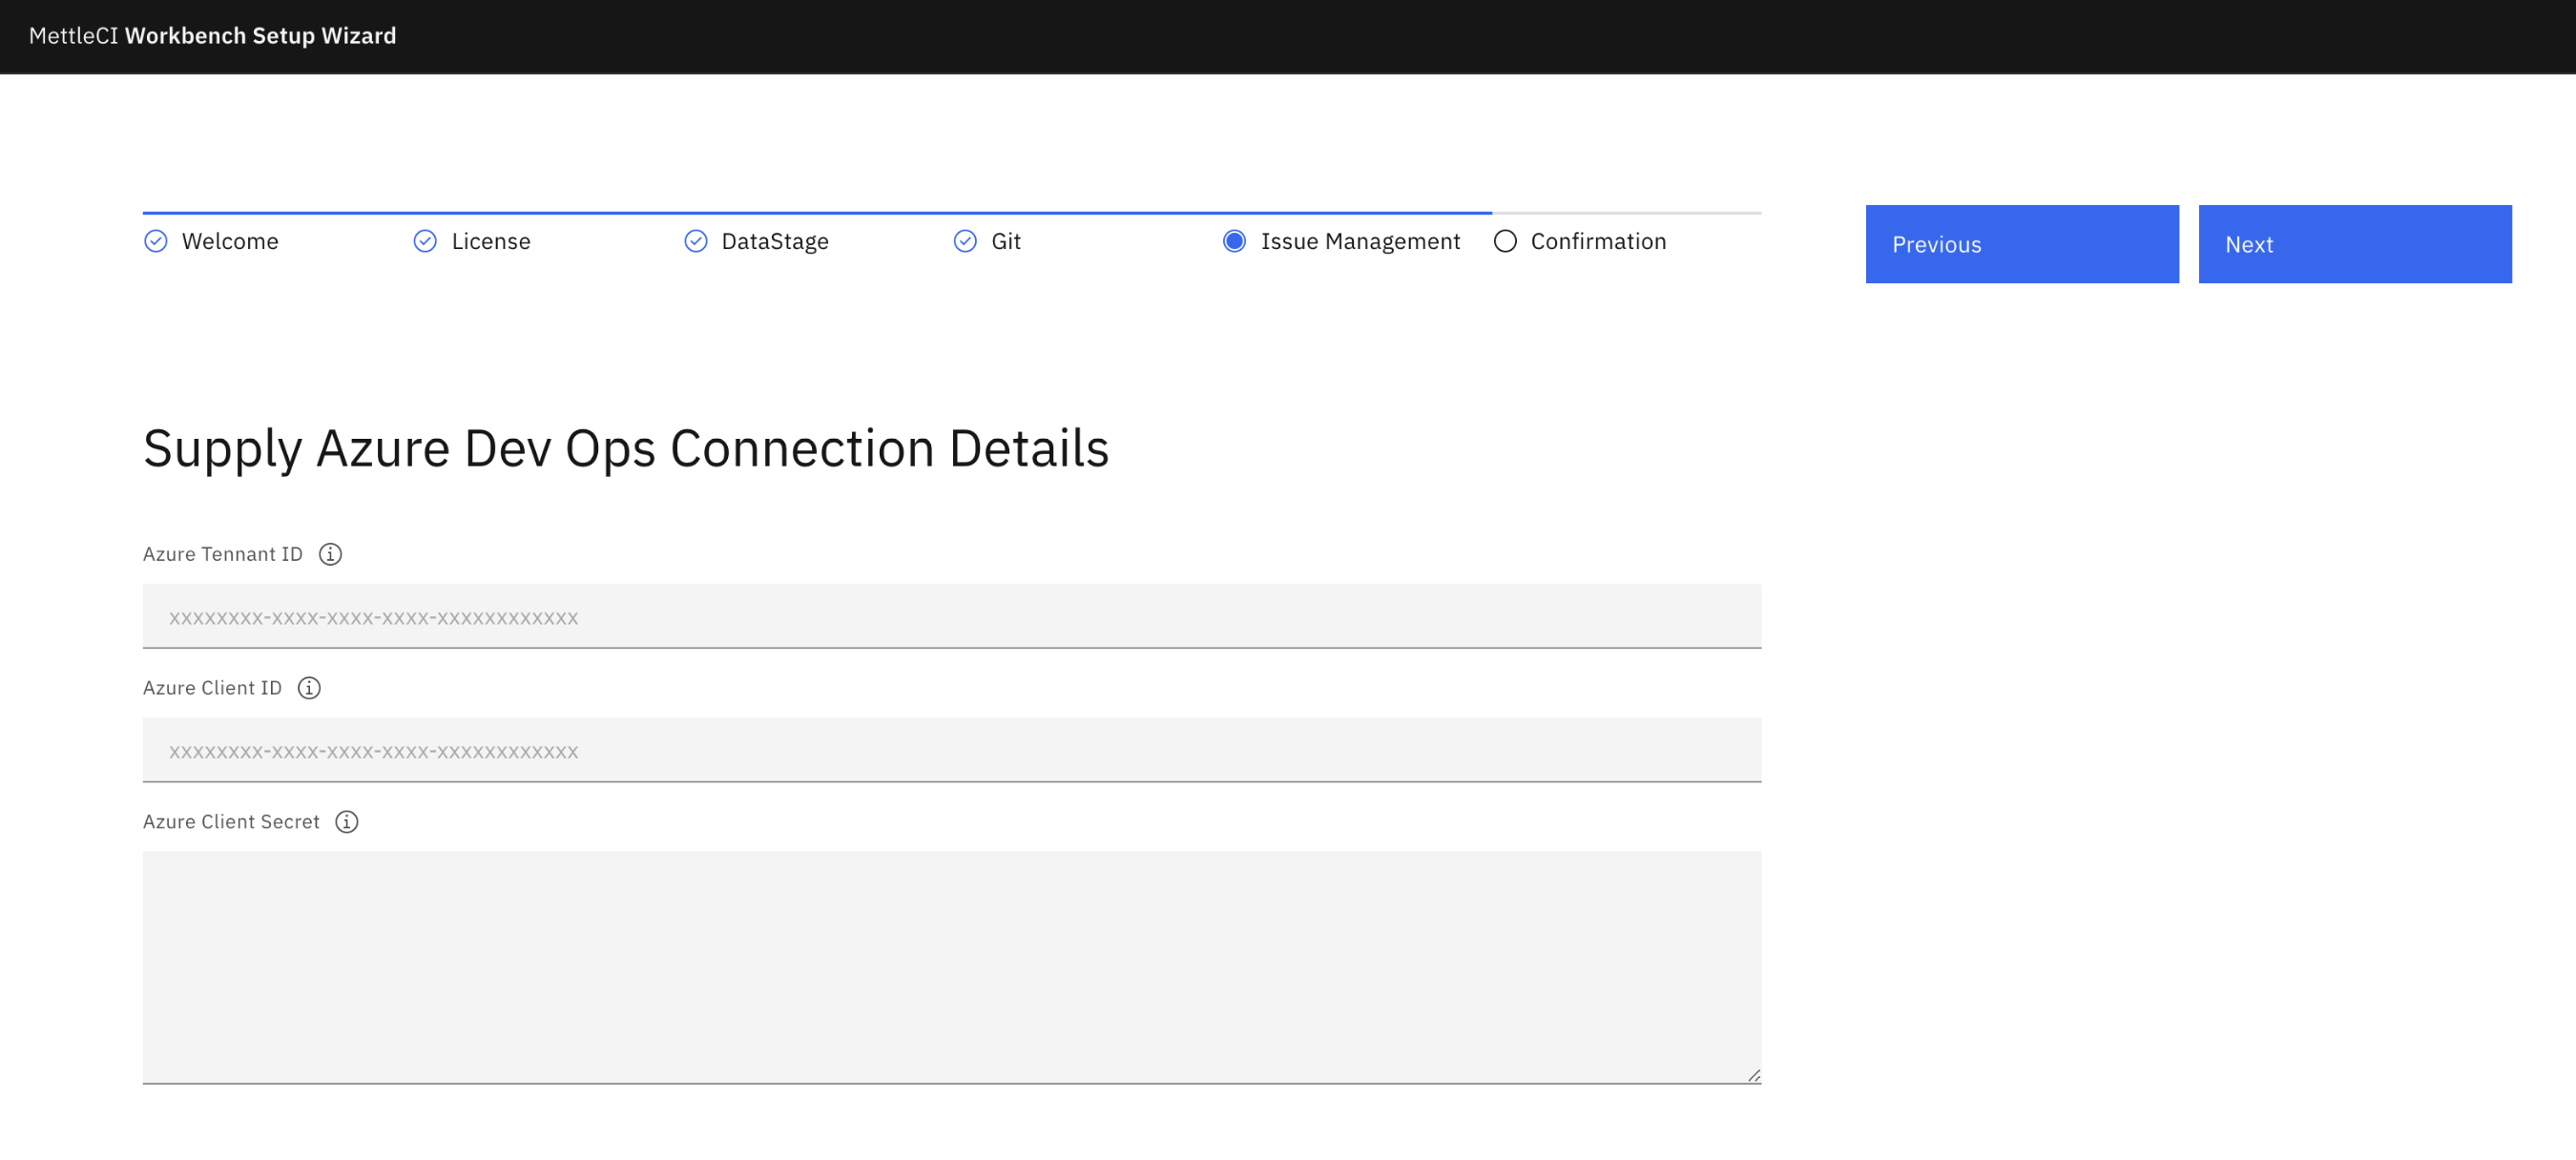 MettleCI Workbench Setup Wizard
Welcome License DataStage Git Issue Management Confirmation Previous Next
Supply Azure Dev Ops Connection Details
Azure Tennant ID
xxxxxxxx-xxxx-xxxx-xxxx-xxxxxxxxxxxx
Azure Client ID
xxxxxxxx-xxxx-xxxx-xxxx-xxxxxxxxxxxx
Azure Client Secret